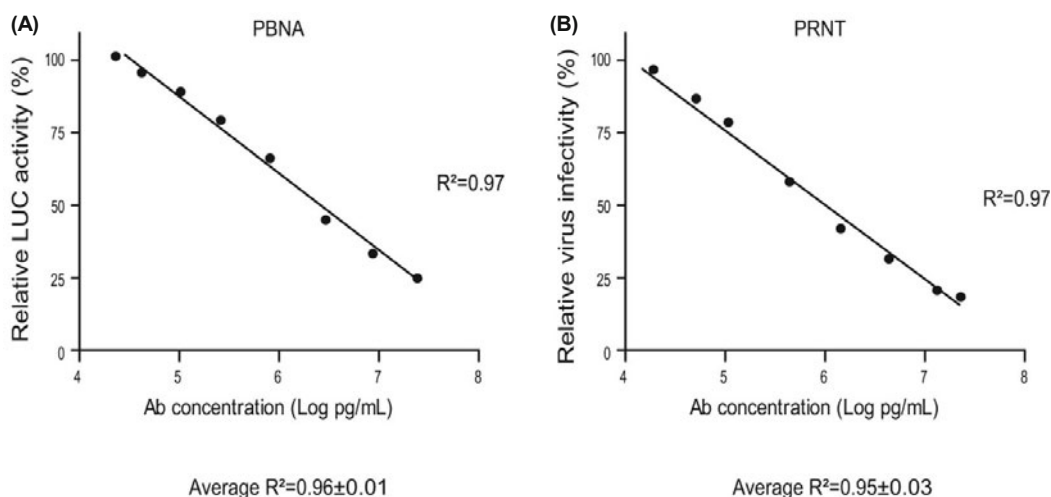 (A)
PBNA
Relative LUC activity (%)
100
75
50
25
0
4
5
6
7
8
R²=0.97
Ab concentration (Log pg/mL)
Average R²=0.96±0.01
(B)
PRNT
Relative virus infectivity (%)
100
75
50
25
0
4
5
6
7
8
R²=0.97
Ab concentration (Log pg/mL)
Average R²=0.95±0.03